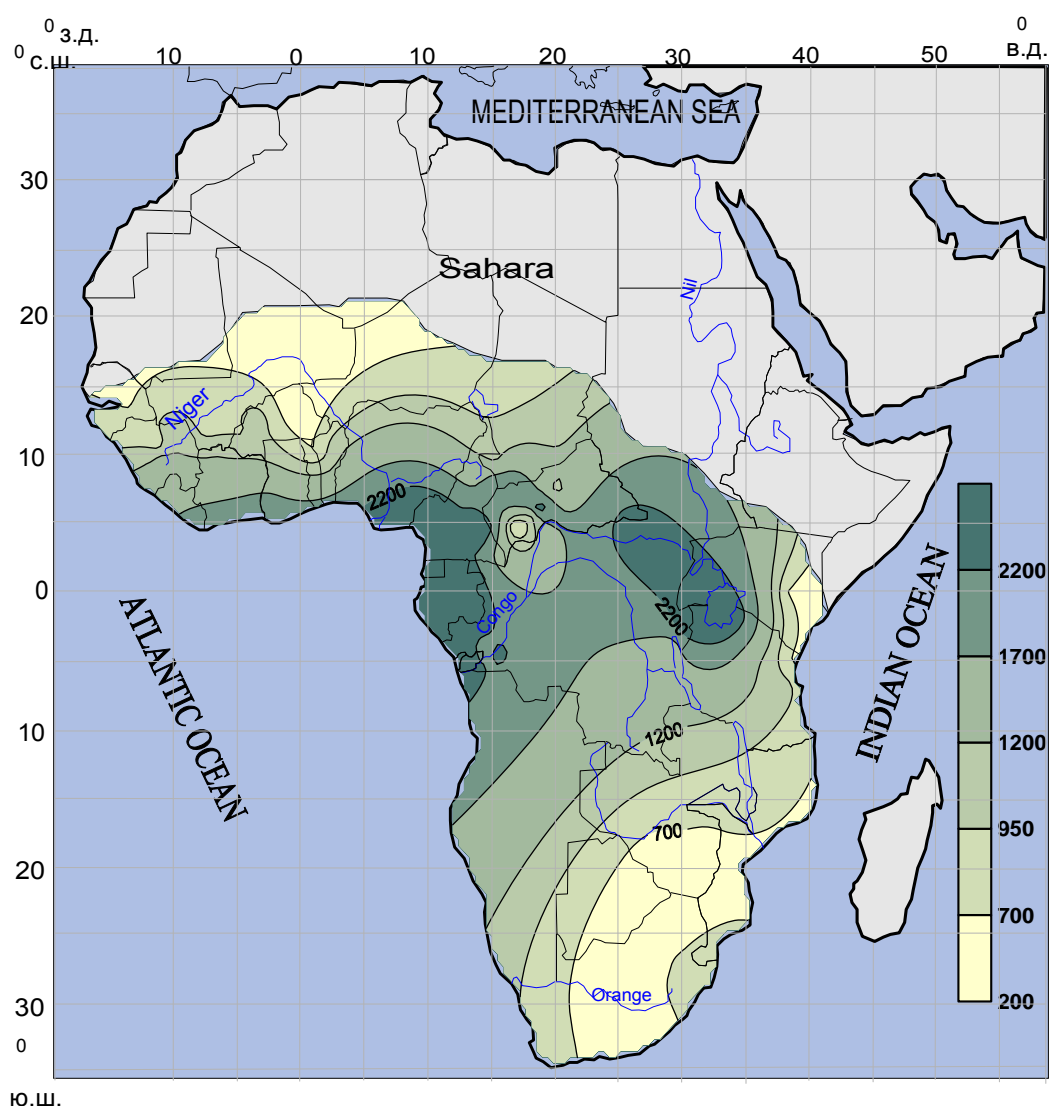 0 з.д.
0
в.д.
0 с.ш.
10
0
10
20
30
40
50
MEDITERRANEAN SEA
30
Sahara
Nil
20
Niger
10
2200
2200
0
Congo
2200
ATLANTIC OCEAN
INDIAN OCEAN
1700
10
1200
1200
950
700
20
700
Orange
30
200
0
ю.ш.